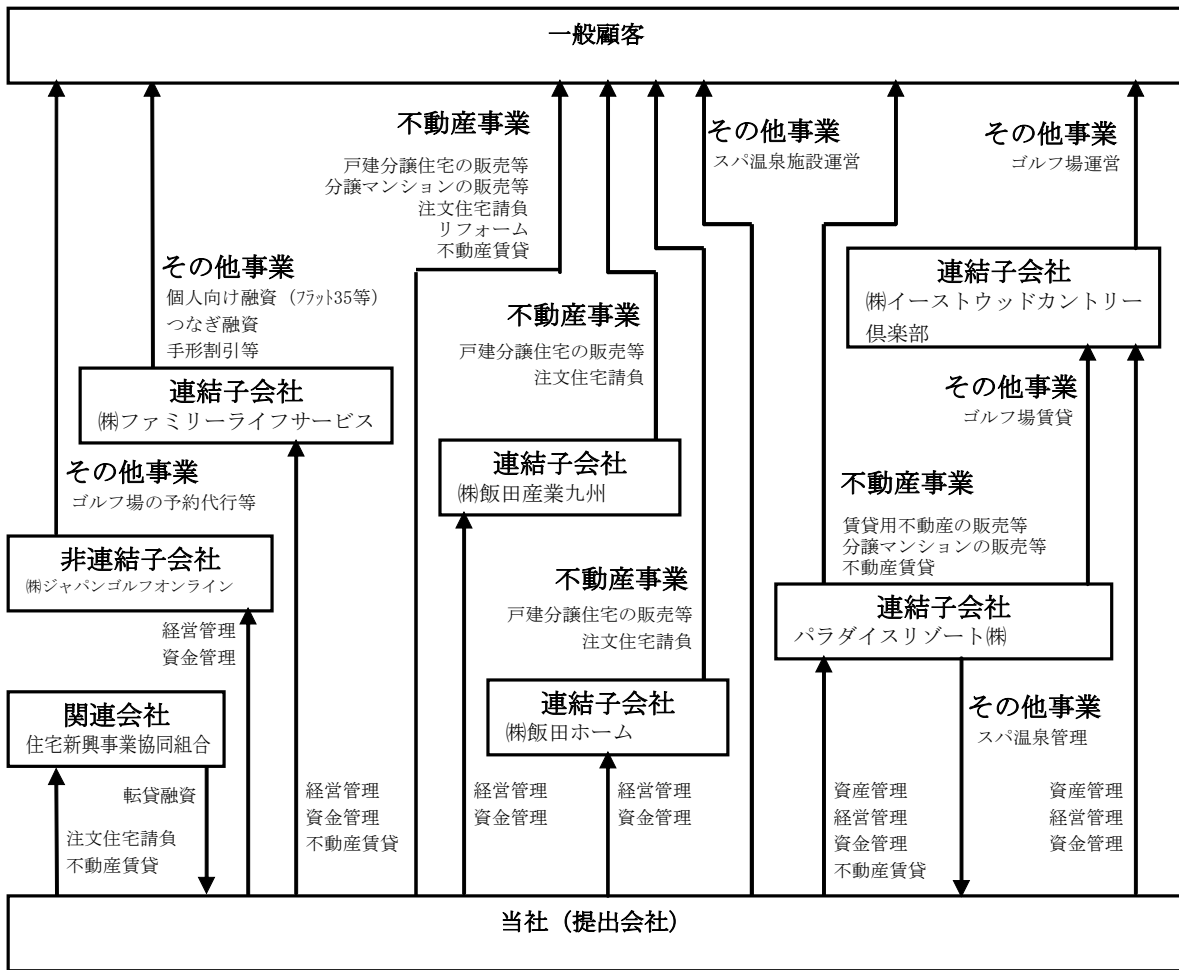 一般顧客
不動産事業
戸建分譲住宅の販売等
分譲マンションの販売等
注文住宅請負
リフォーム
不動産賃貸
その他事業
スパ温泉施設運営
その他事業
ゴルフ場運営
その他事業
個人向け融資（ﾌﾗｯﾄ35等）
つなぎ融資
手形割引等
連結子会社
㈱ファミリーライフサービス
不動産事業
戸建分譲住宅の販売等
注文住宅請負
連結子会社
㈱イーストウッドカントリー
倶楽部
その他事業
ゴルフ場賃貸
その他事業
ゴルフ場の予約代行等
非連結子会社
㈱ジャパンゴルフオンライン
経営管理
資金管理
連結子会社
㈱飯田産業九州
不動産事業
戸建分譲住宅の販売等
注文住宅請負
連結子会社
㈱飯田ホーム
不動産事業
賃貸用不動産の販売等
分譲マンションの販売等
不動産賃貸
連結子会社
パラダイスリゾート㈱
その他事業
スパ温泉管理
関連会社
住宅新興事業協同組合
転貸融資
注文住宅請負
不動産賃貸
経営管理
資金管理
不動産賃貸
経営管理
資金管理
経営管理
資金管理
資産管理
経営管理
資金管理
不動産賃貸
資産管理
経営管理
資金管理
当社（提出会社）